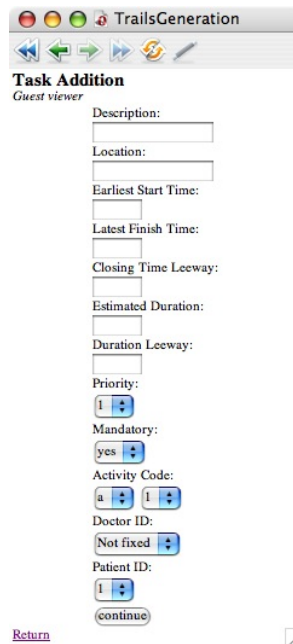 TrailsGeneration
Task Addition
Guest viewer
Description:
Location:
Earliest Start Time:
Latest Finish Time:
Closing Time Leeway:
Estimated Duration:
Duration Leeway:
Priority:
1
Mandatory:
yes
Activity Code:
a 1
Doctor ID:
Not fixed
Patient ID:
1
continue
Return